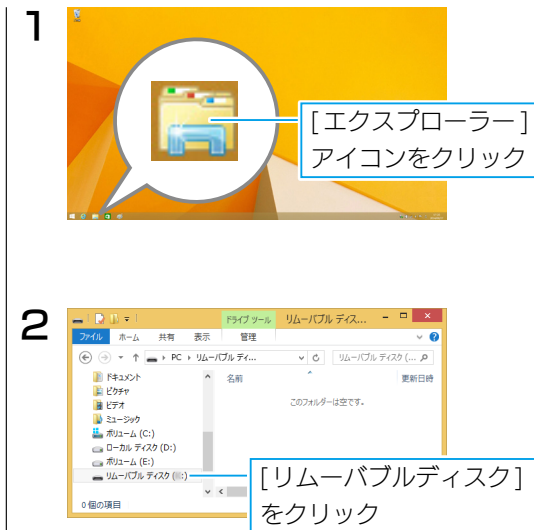 1
[エクスプローラー]
アイコンをクリック
2
ドライブ ツール
リムーバブル ディス...
ファイル
ホーム
共有
表示
管理
PC
リムーバブル ディ...
リムーバブル ディスク (...
ドキュメント
ピクチャ
ビデオ
ミュージック
ボリューム (C:)
ローカル ディスク (D:)
ボリューム (E:)
リムーバブル ディスク ( :)
名前
更新日時
このフォルダーは空です。
0 個の項目
[リムーバブルディスク]
をクリック